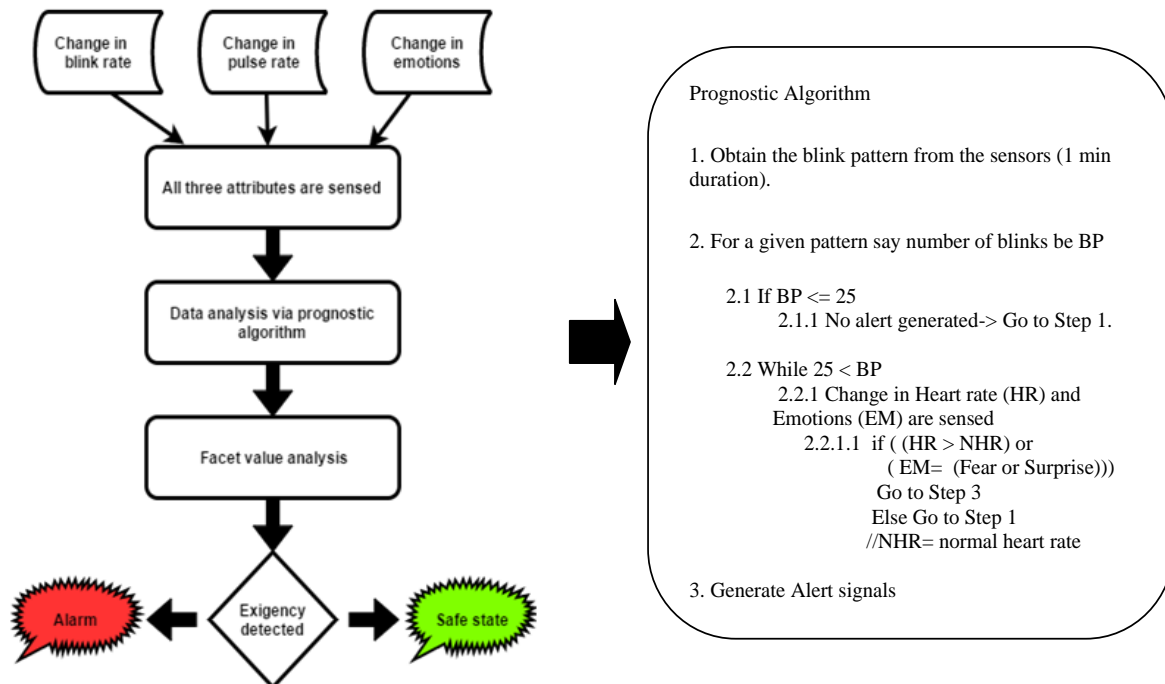 Change in
blink rate
Change in
pulse rate
Change in
emotions
All three attributes are sensed
Data analysis via prognostic
algorithm
Facet value analysis
Exigency
detected
Alarm
Safe state
Prognostic Algorithm
1. Obtain the blink pattern from the sensors (1 min
duration).
2. For a given pattern say number of blinks be BP
2.1 If BP <= 25
2.1.1 No alert generated-> Go to Step 1.
2.2 While 25 < BP
2.2.1 Change in Heart rate (HR) and
Emotions (EM) are sensed
2.2.1.1 if ( (HR > NHR) or
( EM= (Fear or Surprise)))
Go to Step 3
Else Go to Step 1
//NHR= normal heart rate
3. Generate Alert signals